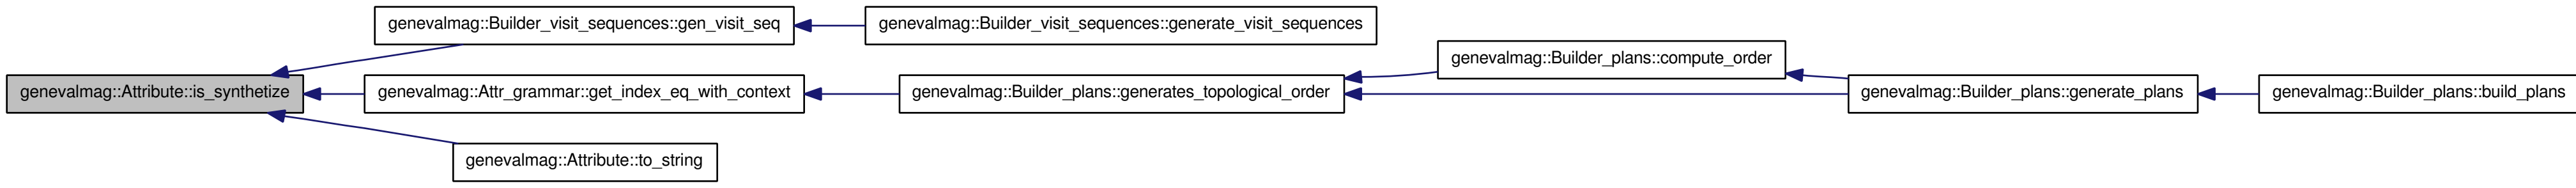 genevalmag::Builder_visit_sequences::gen_visit_seq
genevalmag::Builder_visit_sequences::generate_visit_sequences
genevalmag::Builder_plans::compute_order
genevalmag::Attribute::is_synthetize
genevalmag::Attr_grammar::get_index_eq_with_context
genevalmag::Builder_plans::generates_topological_order
genevalmag::Builder_plans::generate_plans
genevalmag::Builder_plans::build_plans
genevalmag::Attribute::to_string